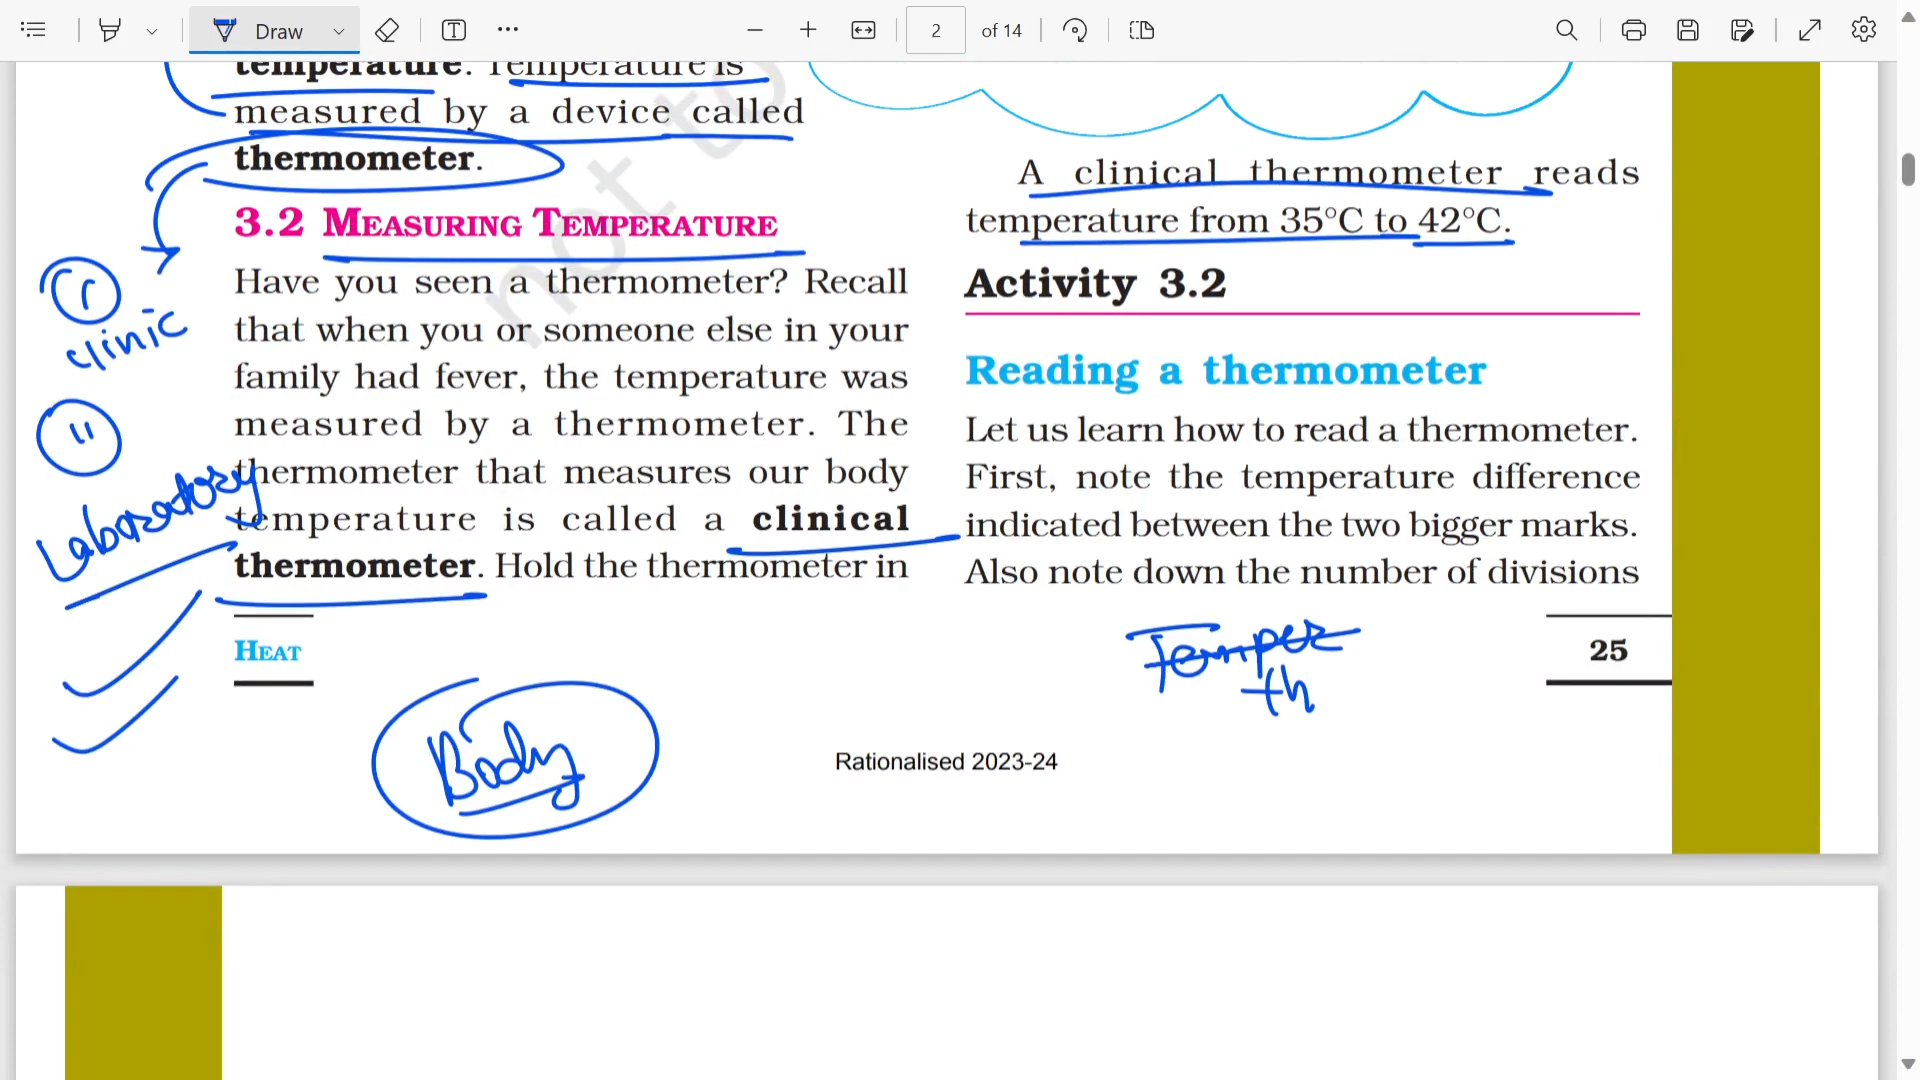 Draw
2
of 14
temperature. Temperature is
measured by a device called
thermometer.
3.2 MEASURING TEMPERATURE
Have you seen a thermometer? Recall
that when you or someone else in your
family had fever, the temperature was
measured by a thermometer. The
thermometer that measures our body
temperature is called a clinical
thermometer. Hold the thermometer in
(i)
clinic
(ii)
Laboratory
HEAT
Body
A clinical thermometer reads
temperature from 35°C to 42°C.
Activity 3.2
Reading a thermometer
Let us learn how to read a thermometer.
First, note the temperature difference
indicated between the two bigger marks.
Also note down the number of divisions
Temper
th
25
Rationalised 2023-24
not to